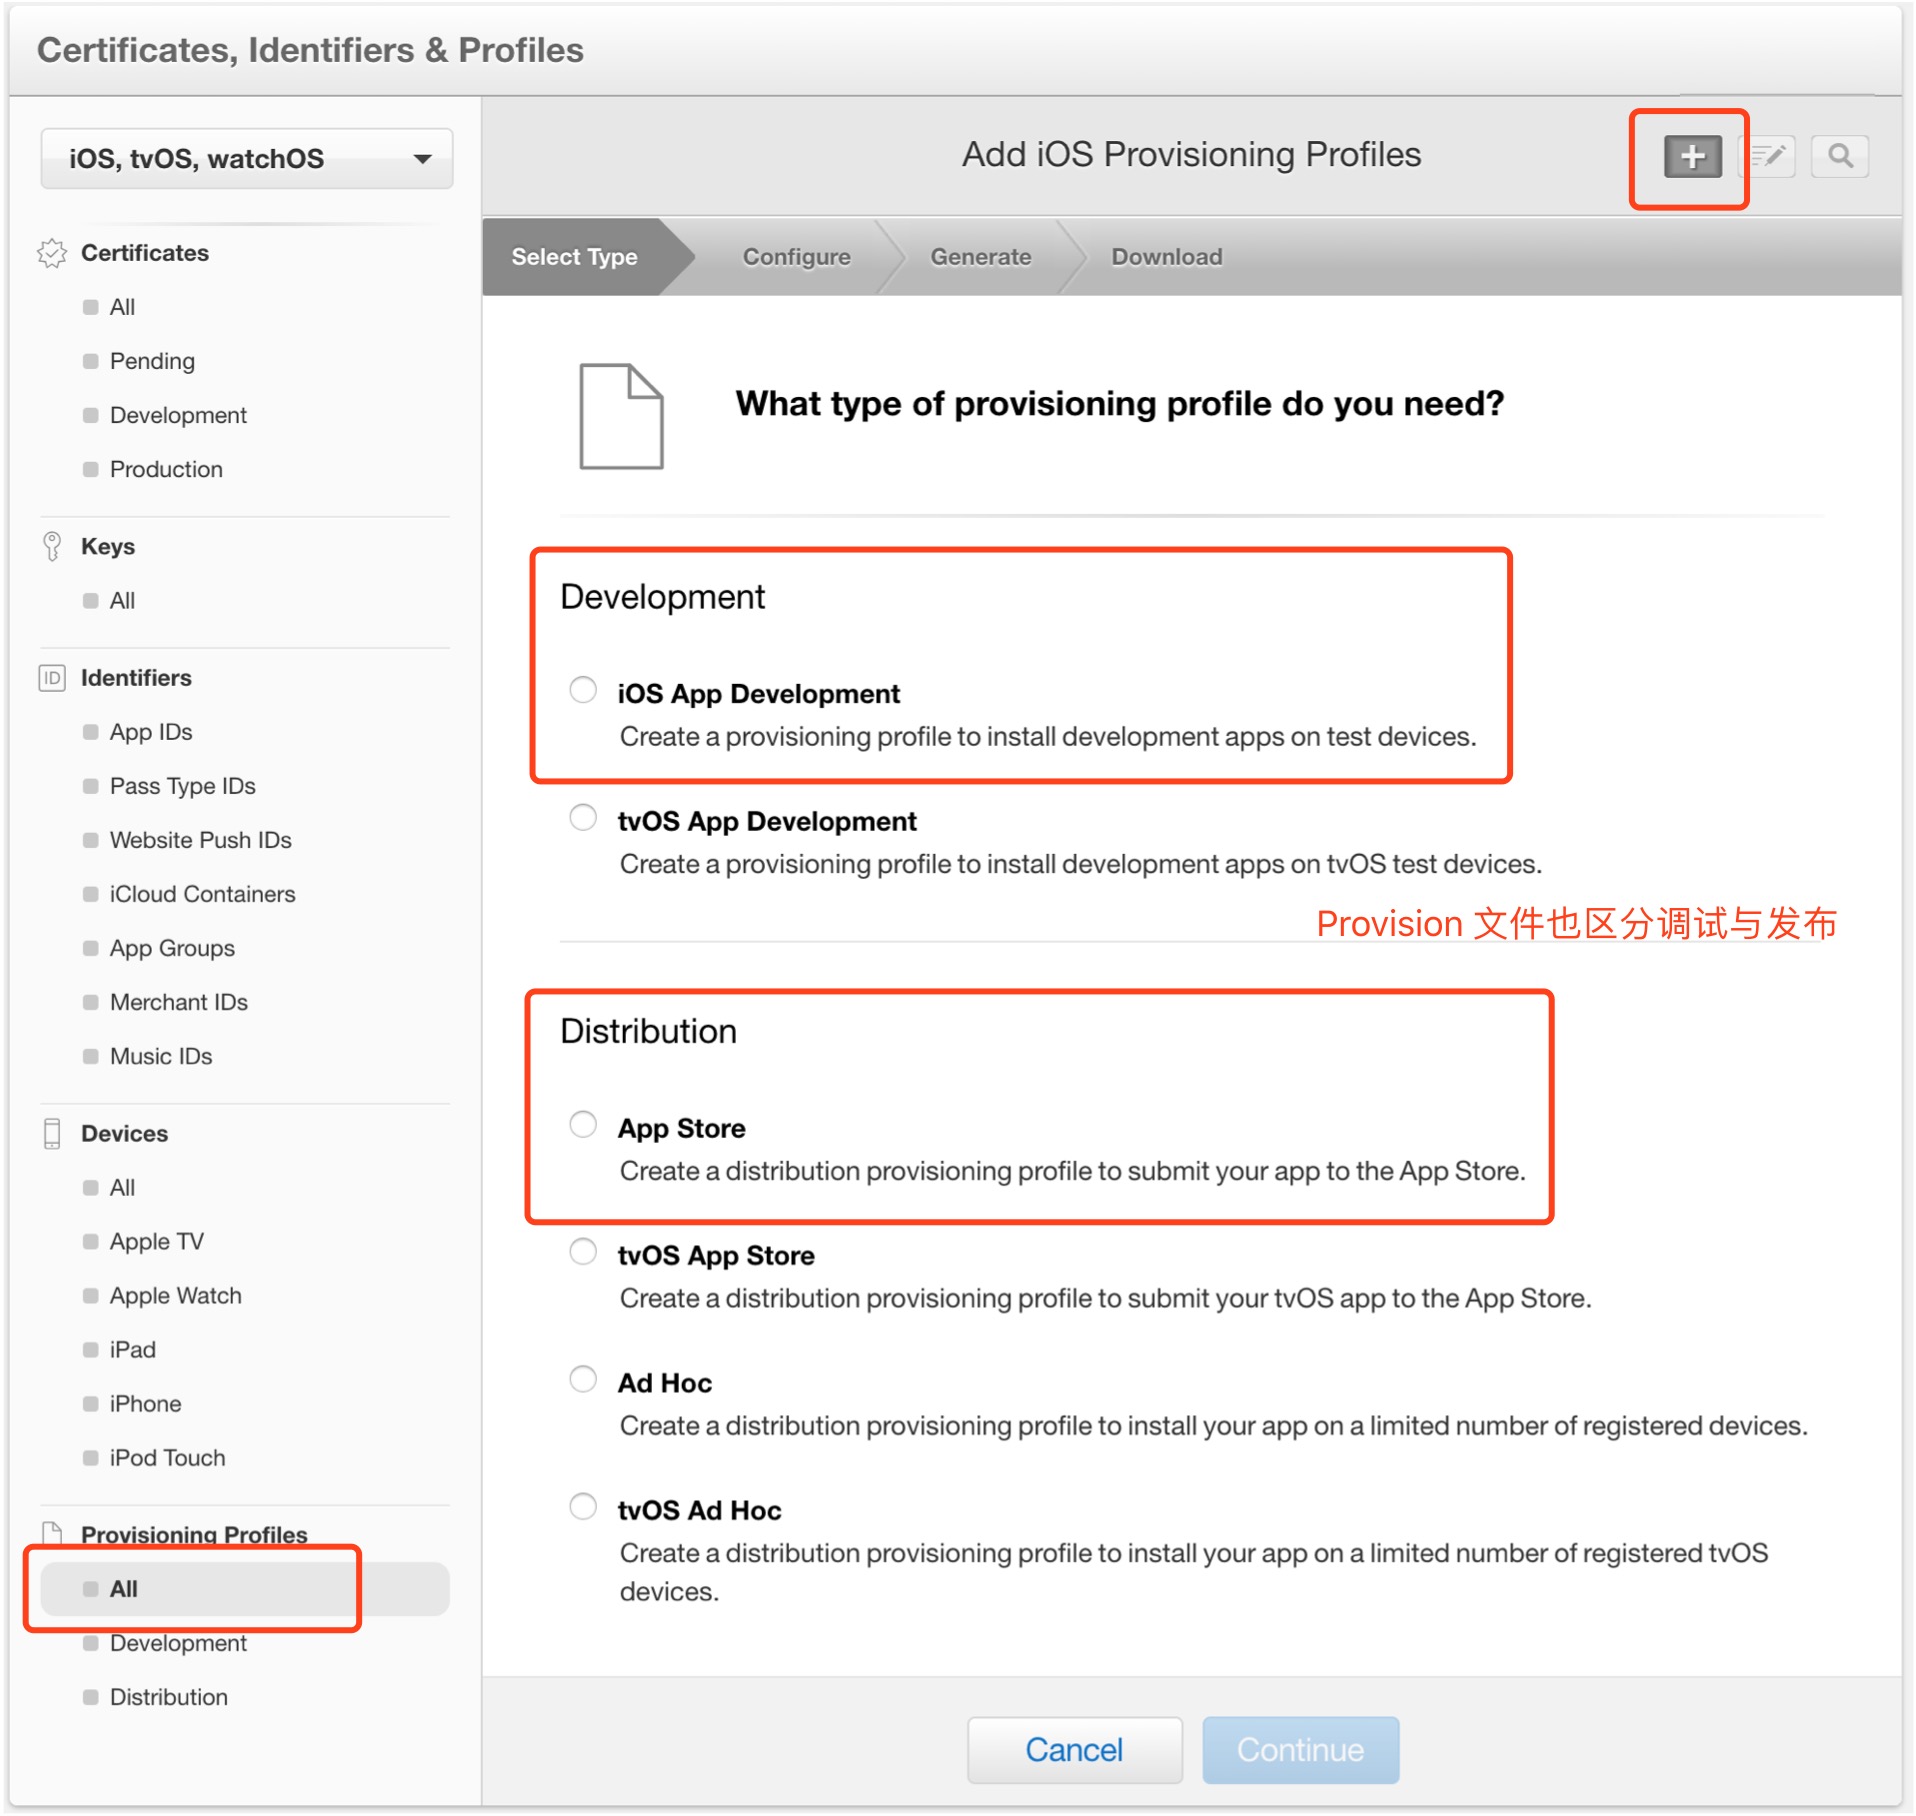 Certificates, Identifiers & Profiles
iOS, tvOS, watchOS
Certificates
All
Pending
Development
Production
Keys
All
ID
Identifiers
App IDs
Pass Type IDs
Website Push IDs
iCloud Containers
App Groups
Merchant IDs
Music IDs
Devices
All
Apple TV
Apple Watch
iPad
iPhone
iPod Touch
Provisioning Profiles
All
Development
Distribution
Add iOS Provisioning Profiles
Select Type
Configure
Generate
Download
What type of provisioning profile do you need?
Development
iOS App Development
Create a provisioning profile to install development apps on test devices.
tvOS App Development
Create a provisioning profile to install development apps on tvOS test devices.
Provision 文件也区分调试与发布
Distribution
App Store
Create a distribution provisioning profile to submit your app to the App Store.
tvOS App Store
Create a distribution provisioning profile to submit your tvOS app to the App Store.
Ad Hoc
Create a distribution provisioning profile to install your app on a limited number of registered devices.
tvOS Ad Hoc
Create a distribution provisioning profile to install your app on a limited number of registered tvOS
devices.
Cancel
Continue